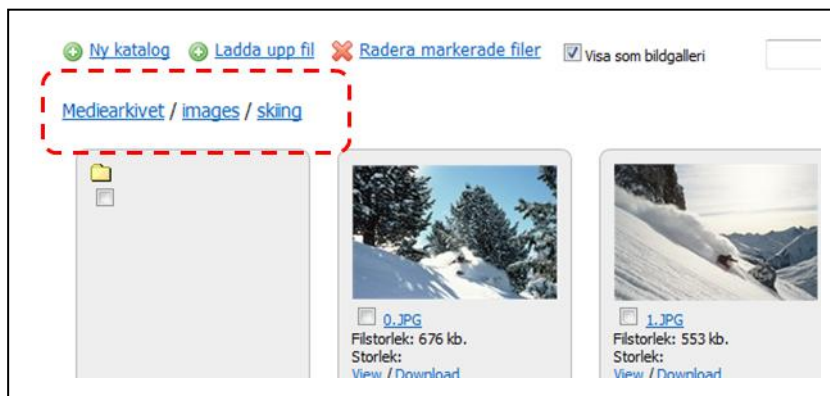 Ny katalog Ladda upp fil Radera markerade filer Visa som bildgalleri
Mediearkivet / images / skiing
0.JPG
Filstorlek: 676 kb.
Storlek:
View / Download
1.JPG
Filstorlek: 553 kb.
Storlek:
View / Download